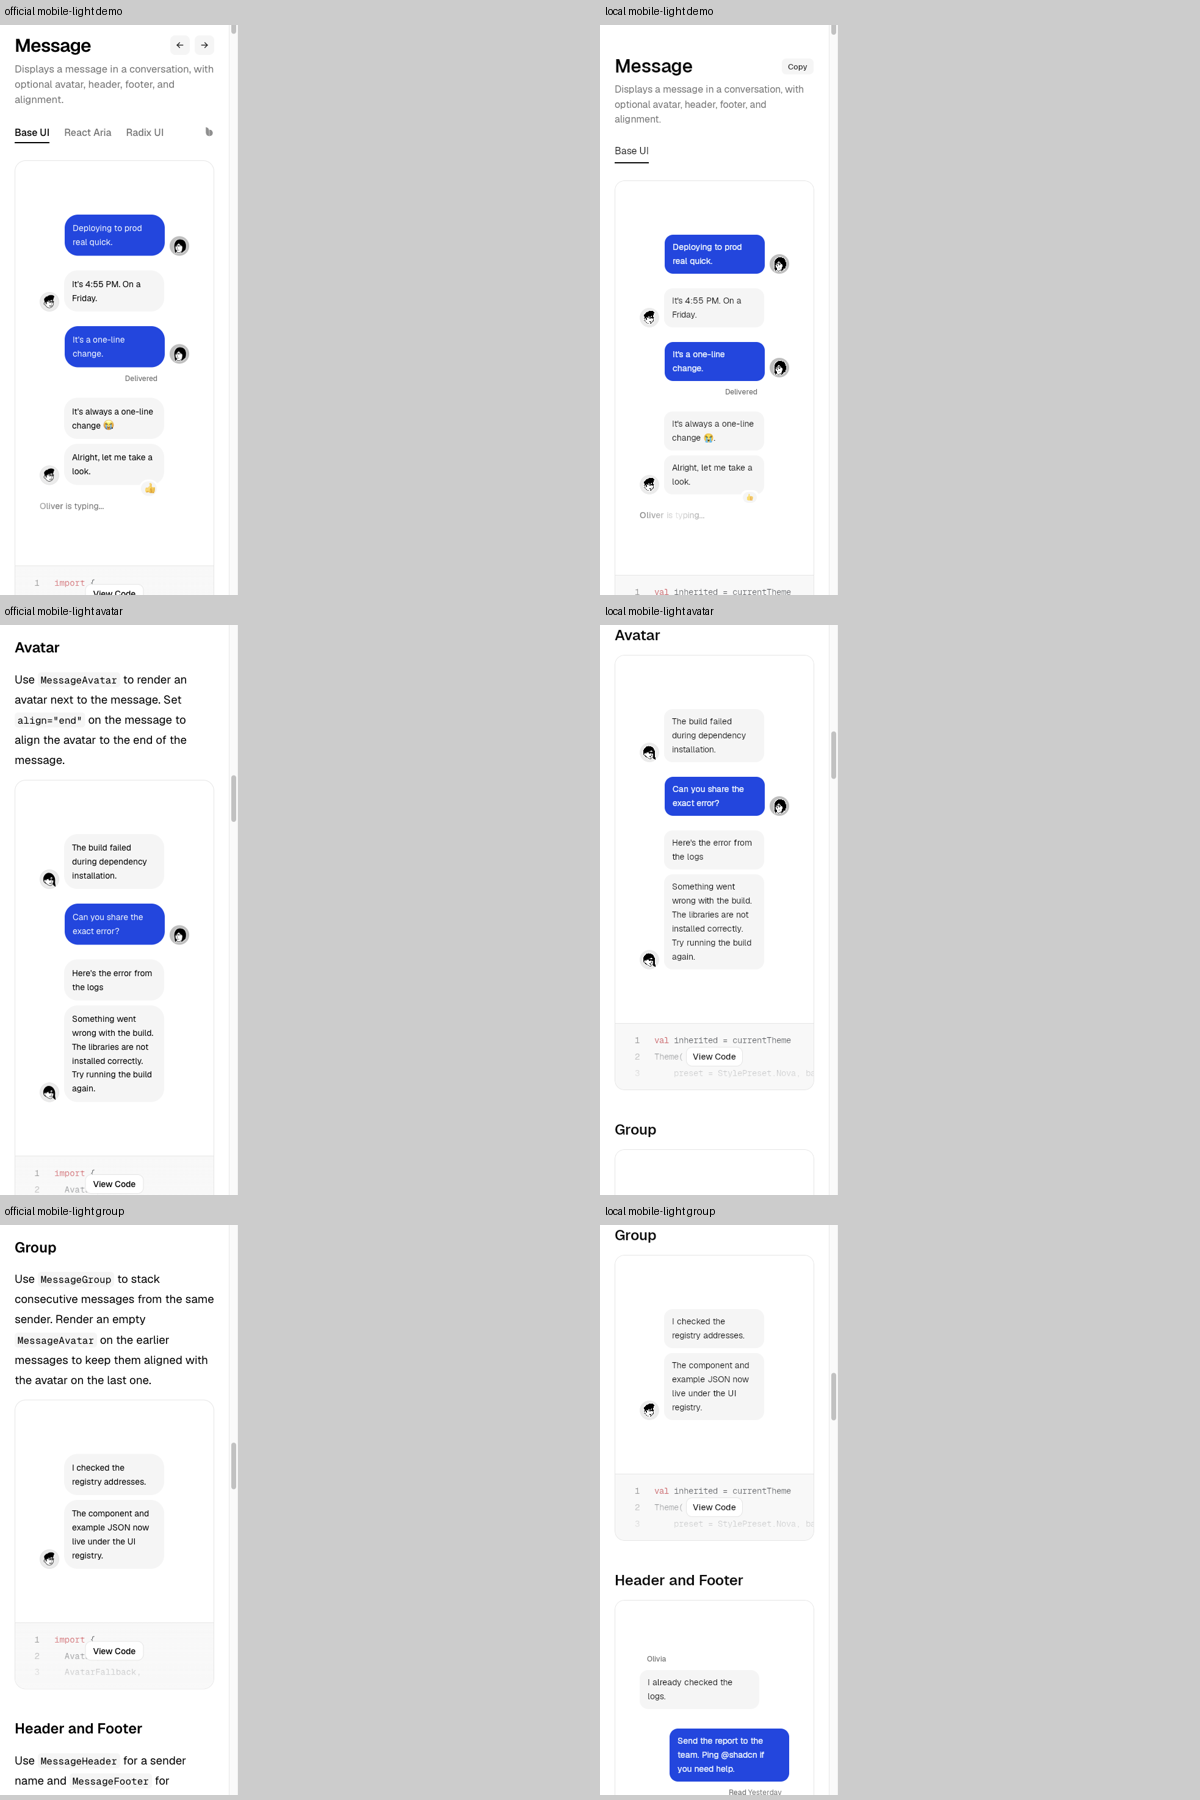 official mobile-light demo
Message
←
→
Displays a message in a conversation, with
optional avatar, header, footer, and
alignment.
Base UI
React Aria
Radix UI
Deploying to prod
real quick.
It's 4:55 PM. On a
Friday.
It's a one-line
change.
Delivered
It's always a one-line
change 😭
Alright, let me take a
look.
👍
Oliver is typing...
1 import {
View Code
local mobile-light demo
Message
Copy
Displays a message in a conversation, with
optional avatar, header, footer, and
alignment.
Base UI
Deploying to prod
real quick.
It's 4:55 PM. On a
Friday.
It's a one-line
change.
Delivered
It's always a one-line
change 😭.
Alright, let me take a
look.
👍
Oliver is typing...
1 val inherited = currentTheme
official mobile-light avatar
Avatar
Use MessageAvatar to render an
avatar next to the message. Set
align="end" on the message to
align the avatar to the end of the
message.
The build failed
during dependency
installation.
Can you share the
exact error?
Here's the error from
the logs
Something went
wrong with the build.
The libraries are not
installed correctly.
Try running the build
again.
1 import {
2 Avat
View Code
local mobile-light avatar
Avatar
The build failed
during dependency
installation.
Can you share the
exact error?
Here's the error from
the logs
Something went
wrong with the build.
The libraries are not
installed correctly.
Try running the build
again.
1 val inherited = currentTheme
2 Theme(
View Code
3 preset = StylePreset.Nova, ba
Group
official mobile-light group
Group
Use MessageGroup to stack
consecutive messages from the same
sender. Render an empty
MessageAvatar on the earlier
messages to keep them aligned with
the avatar on the last one.
I checked the
registry addresses.
The component and
example JSON now
live under the UI
registry.
1 import {
2 Avat
View Code
3 AvatarFallback,
Header and Footer
Use MessageHeader for a sender
name and MessageFooter for
local mobile-light group
Group
I checked the
registry addresses.
The component and
example JSON now
live under the UI
registry.
1 val inherited = currentTheme
2 Theme(
View Code
3 preset = StylePreset.Nova, ba
Header and Footer
Olivia
I already checked the
logs.
Send the report to the
team. Ping @shadcn if
you need help.
Read Yesterday